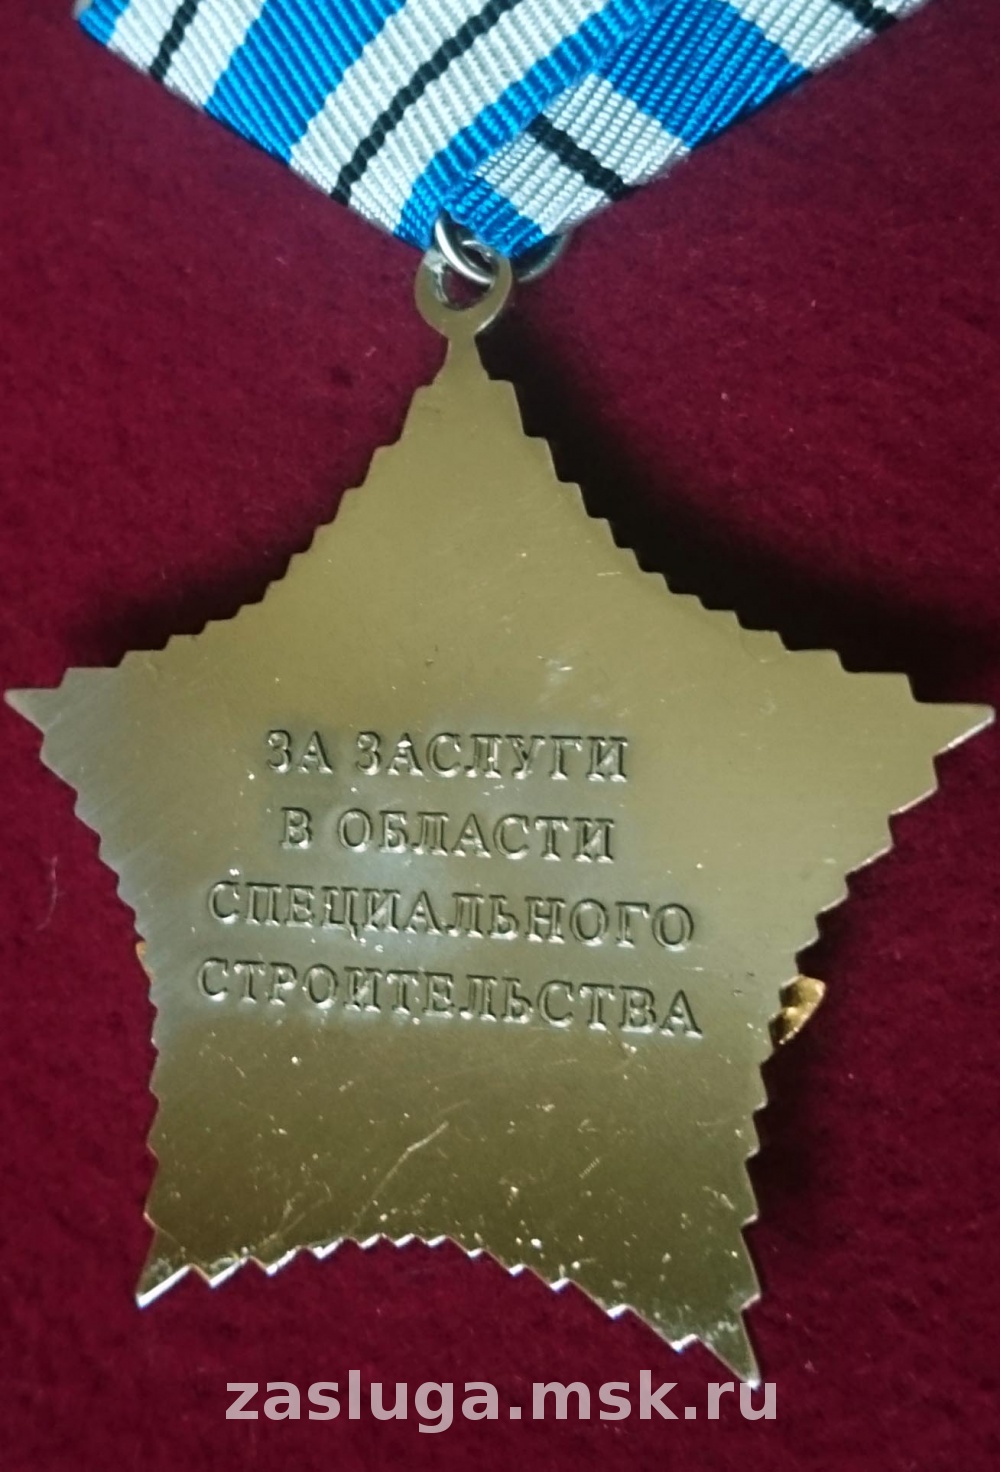 ЗА ЗАСЛУГИ
В ОБЛАСТИ
СПЕЦИАЛЬНОГО
СТРОИТЕЛЬСТВА
zasluga.msk.ru